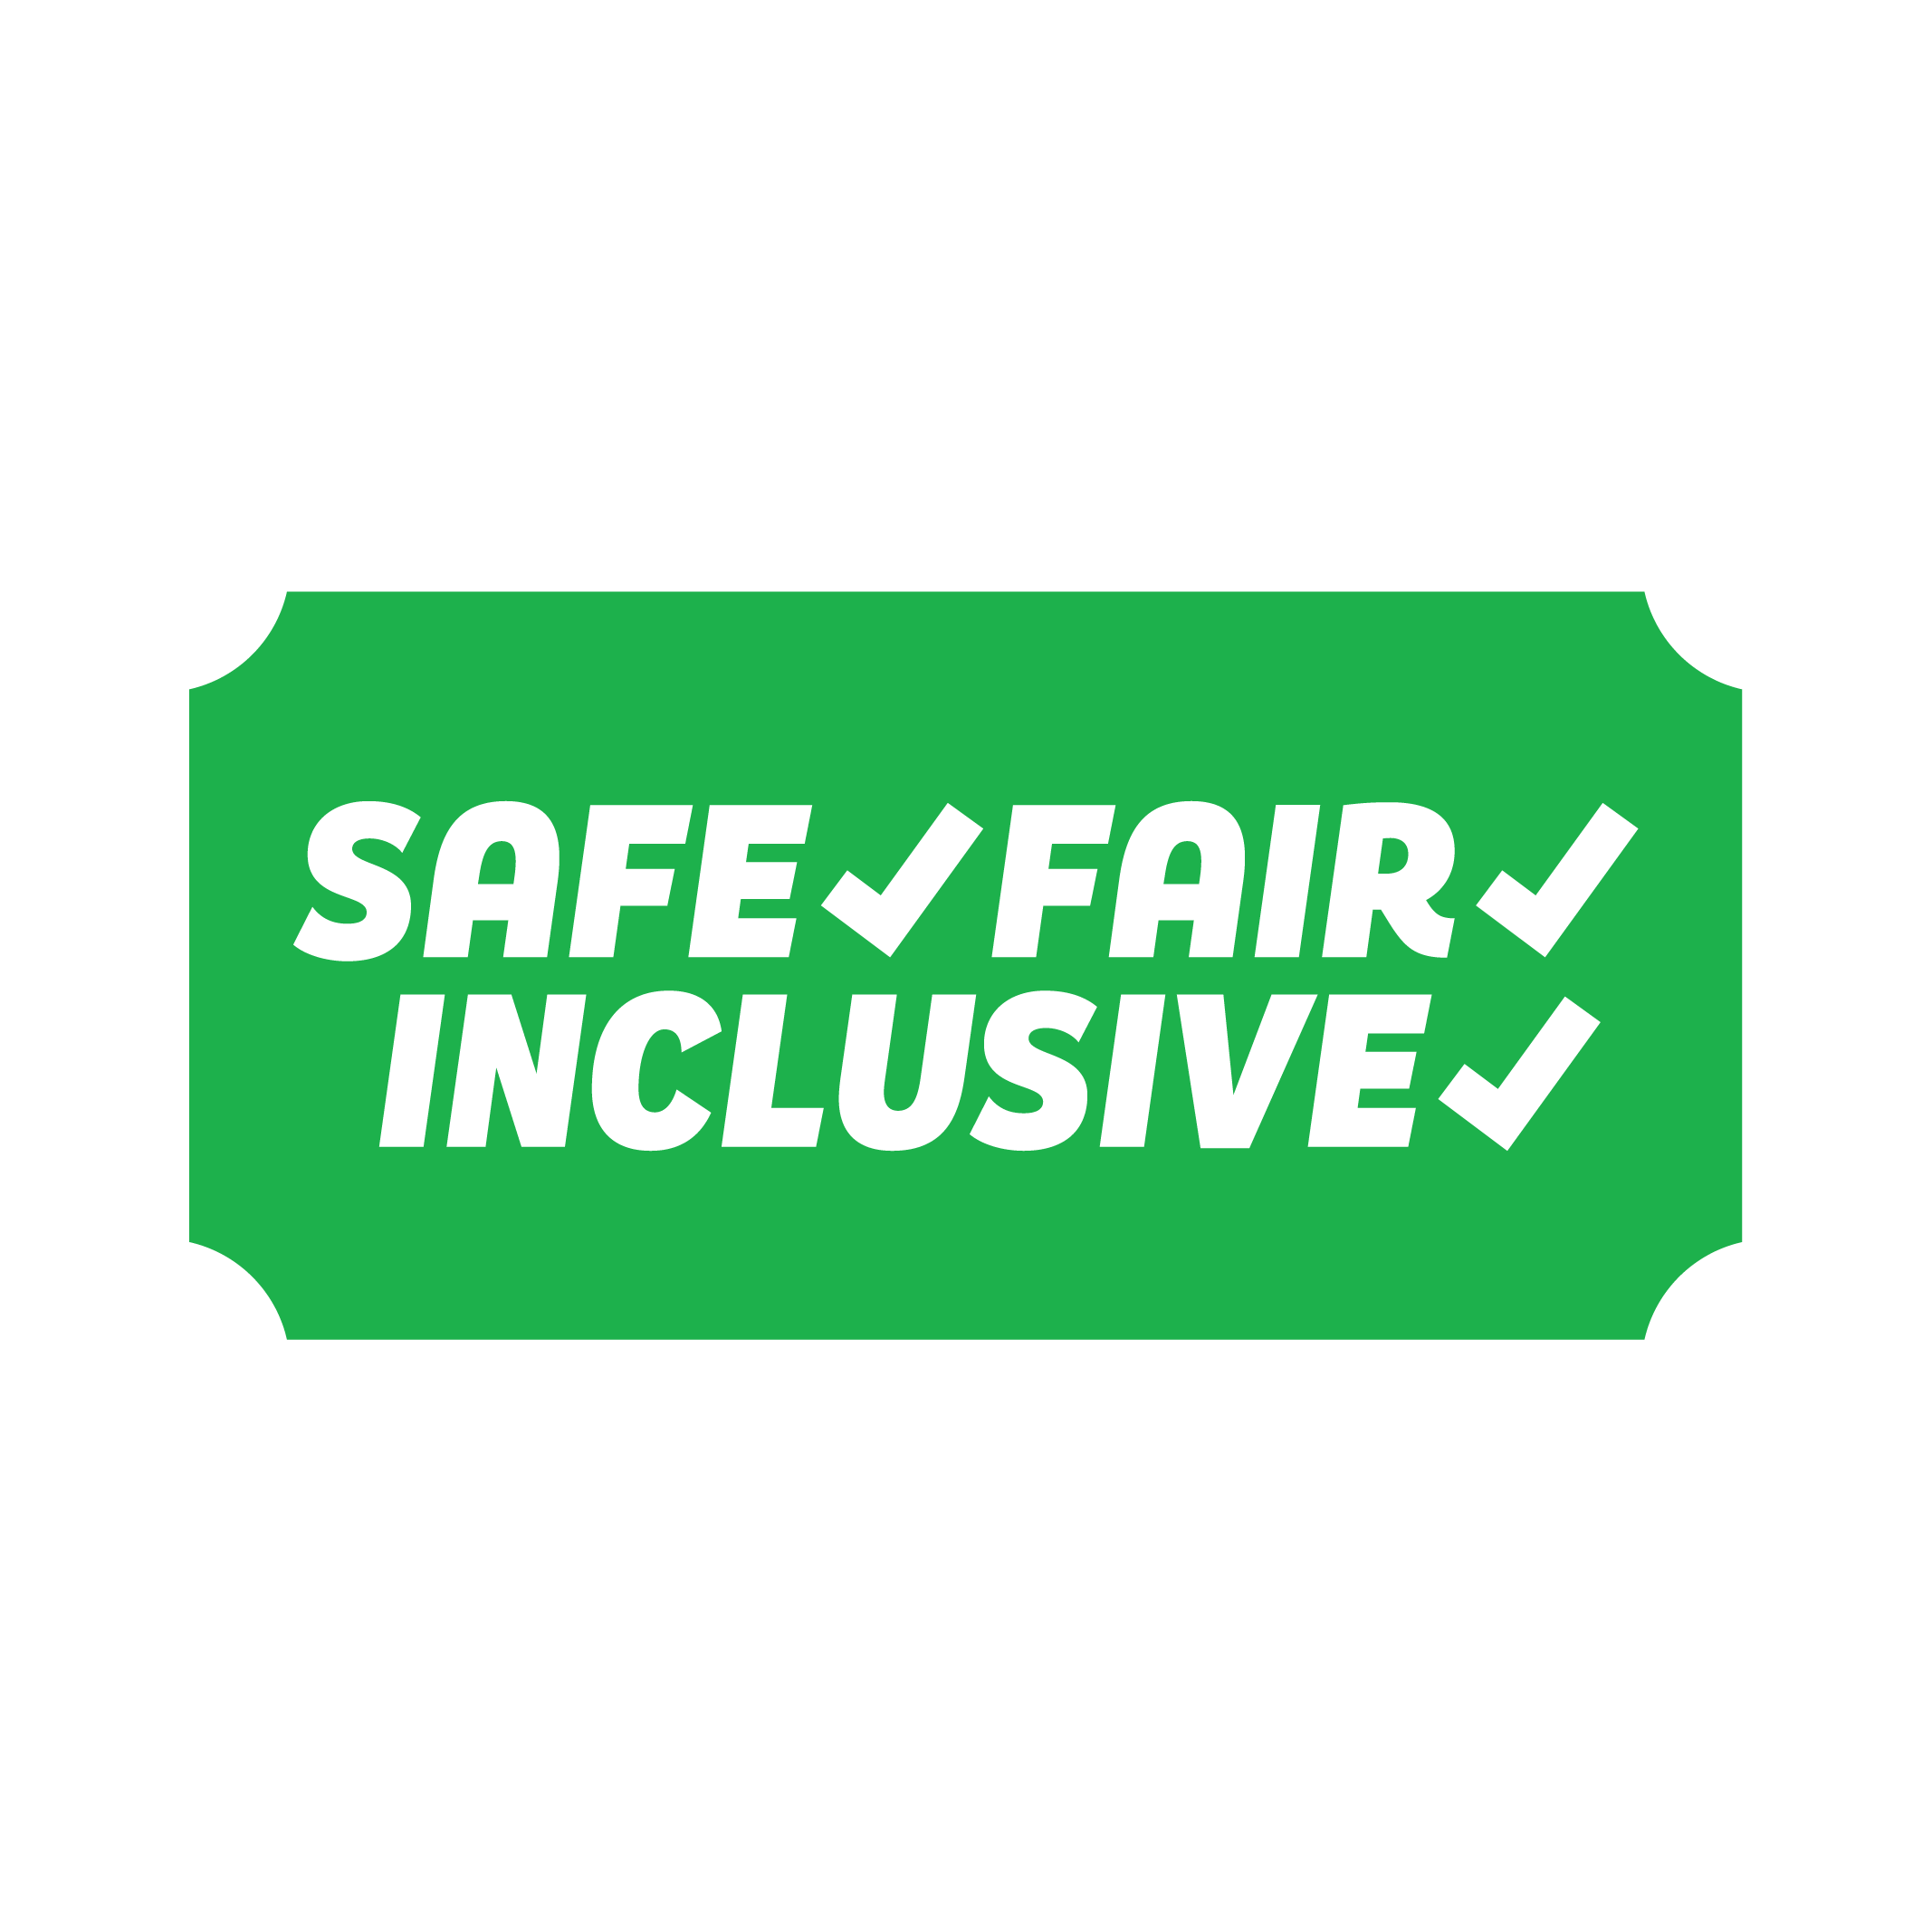 SAFE ✓ FAIR ✓
INCLUSIVE ✓